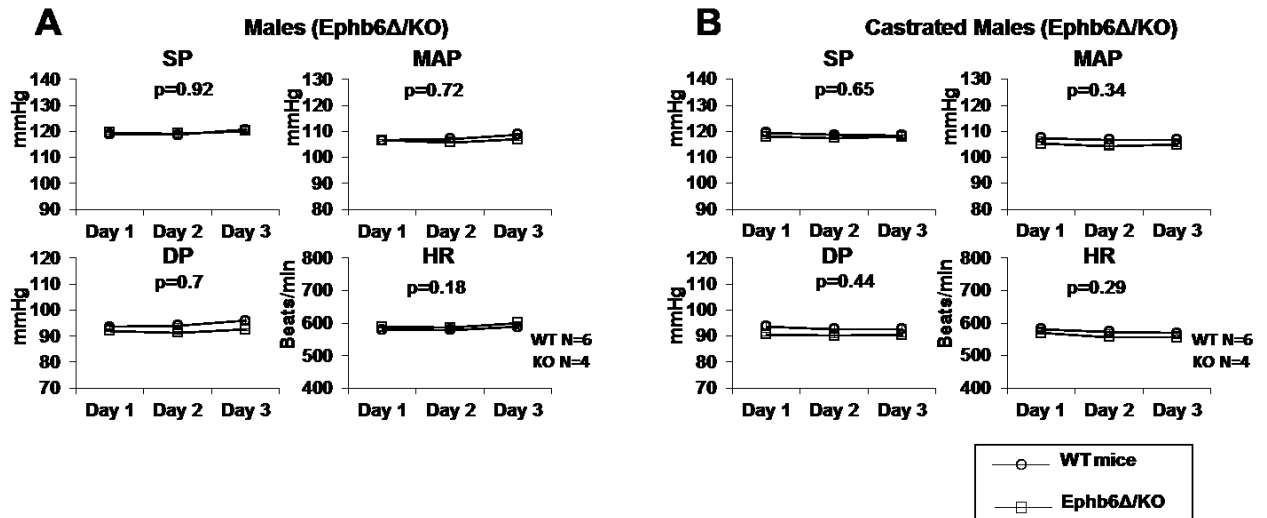 A
Males (Ephb6Δ/KO)
SP
mmHg
140
130
120
110
100
90
p=0.92
Day 1 Day 2 Day 3
MAP
mmHg
130
120
110
100
90
80
p=0.72
Day 1 Day 2 Day 3
DP
mmHg
120
110
100
90
80
70
p=0.7
Day 1 Day 2 Day 3
HR
Beats/min
800
700
600
500
400
p=0.18
WT N=6
KO N=4
Day 1 Day 2 Day 3
B
Castrated Males (Ephb6Δ/KO)
SP
mmHg
140
130
120
110
100
90
p=0.65
Day 1 Day 2 Day 3
MAP
mmHg
130
120
110
100
90
80
p=0.34
Day 1 Day 2 Day 3
DP
mmHg
120
110
100
90
80
70
p=0.44
Day 1 Day 2 Day 3
HR
Beats/min
800
700
600
500
400
p=0.29
WT N=6
KO N=4
Day 1 Day 2 Day 3
WT mice
Ephb6Δ/KO